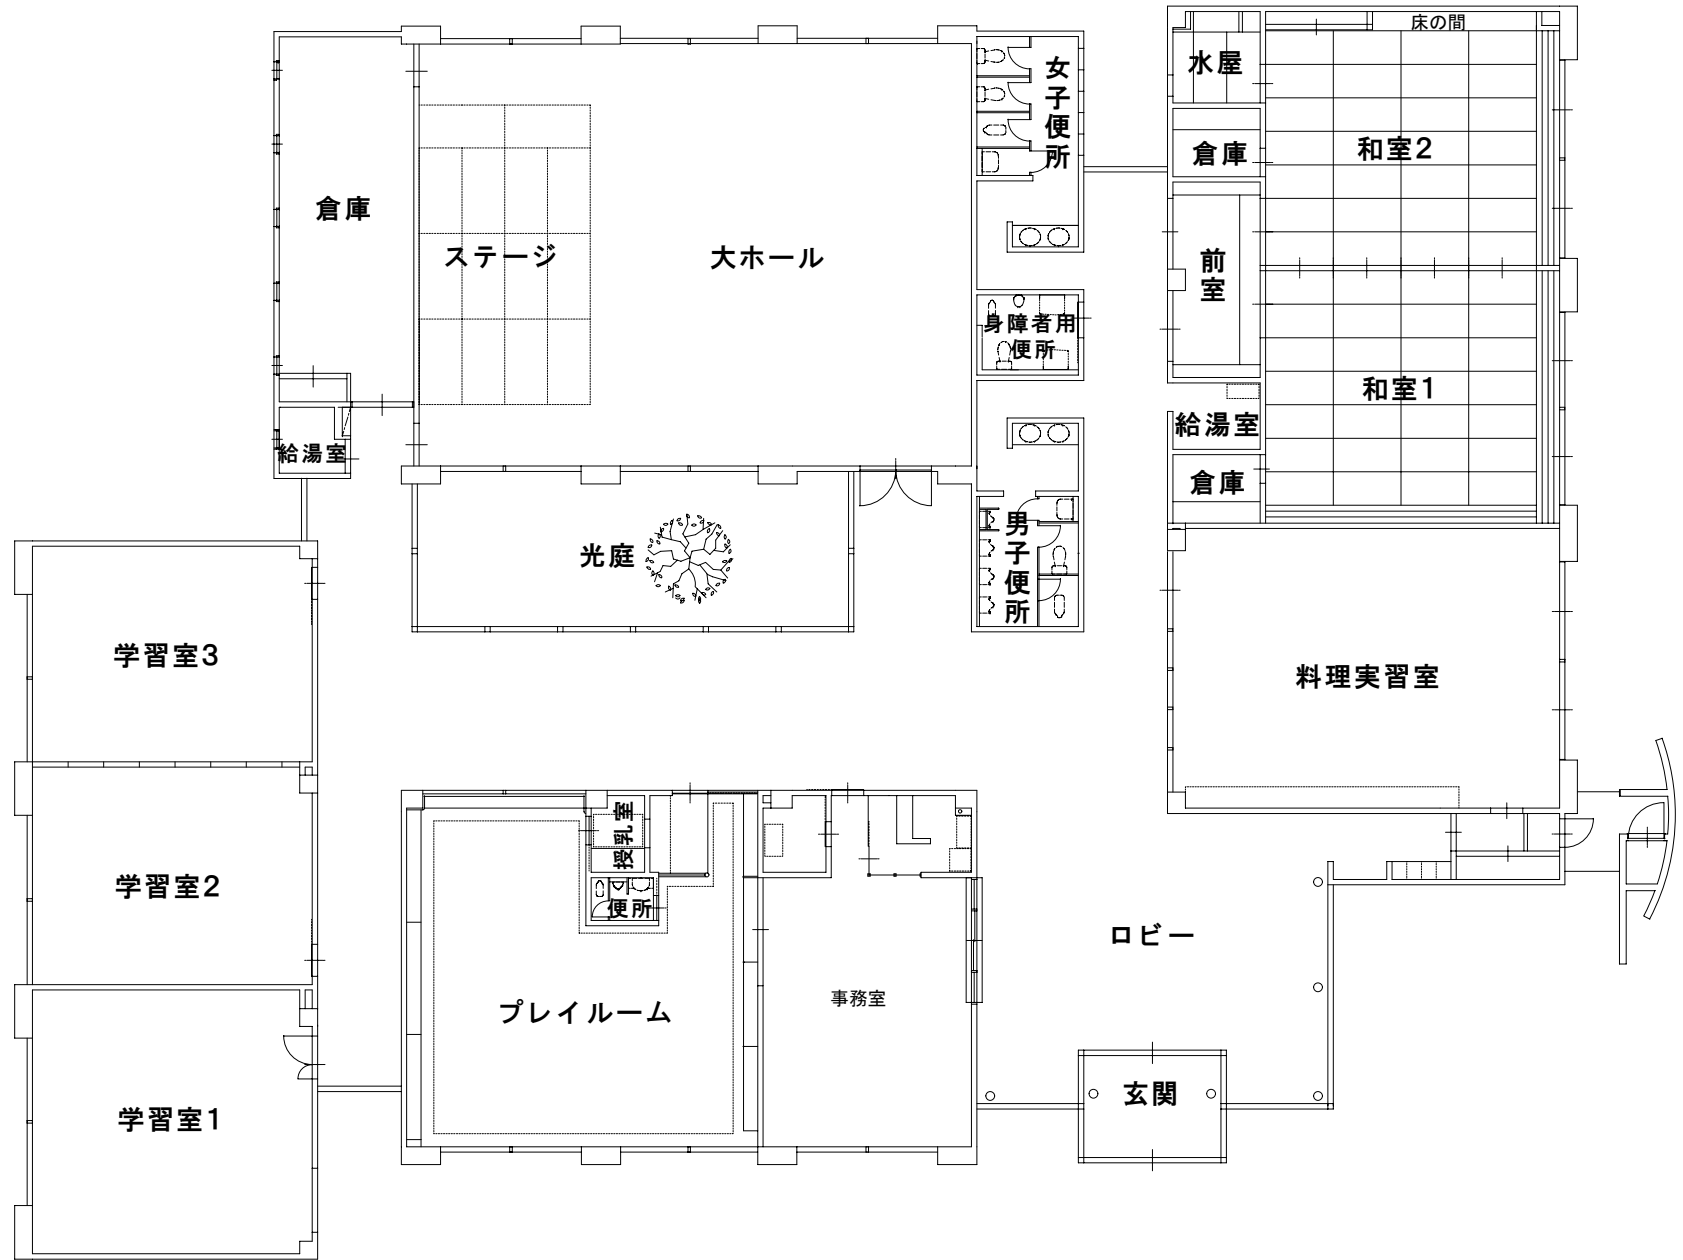 床の間
水屋
女子便所
和室2
倉庫
倉庫
ステージ
大ホール
前室
身障者用
便所
和室1
給湯室
給湯室
倉庫
男子便所
光庭
学習室3
料理実習室
授乳室
学習室2
便所
ロビー
プレイルーム
事務室
玄関
学習室1